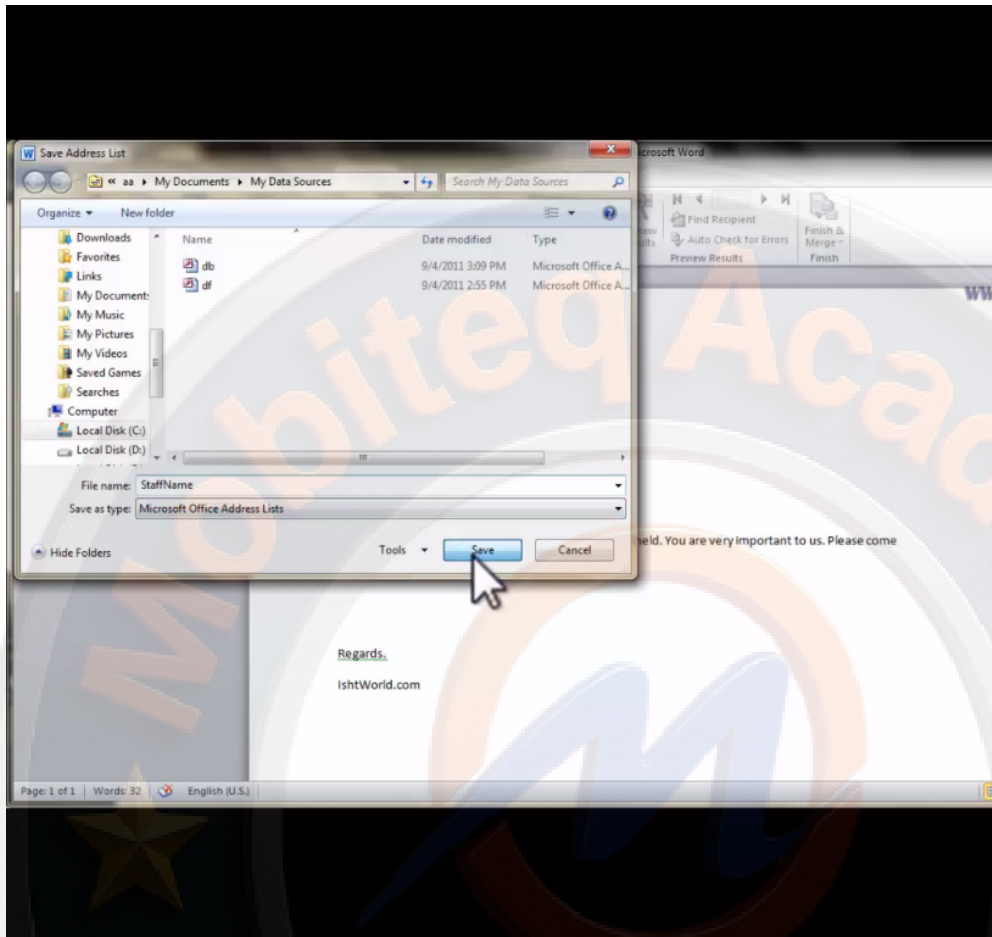 Save Address List
Microsoft Word
« aa ▸ My Documents ▸ My Data Sources
Search My Data Sources
Organize
New folder
Downloads
Favorites
Links
My Documents
My Music
My Pictures
My Videos
Saved Games
Searches
Computer
Local Disk (C:)
Local Disk (D:)
Name
Date modified
Type
db
9/4/2011 3:09 PM
Microsoft Office A...
df
9/4/2011 2:55 PM
Microsoft Office A...
File name: StaffName
Save as type: Microsoft Office Address Lists
Hide Folders
Tools
Save
Cancel
Find Recipient
Auto Check for Errors
Preview Results
Finish &
Merge
Finish
held. You are very important to us. Please come
Regards.
IshtWorld.com
Page: 1 of 1
Words: 32
English (U.S.)
Mobiteq Acad